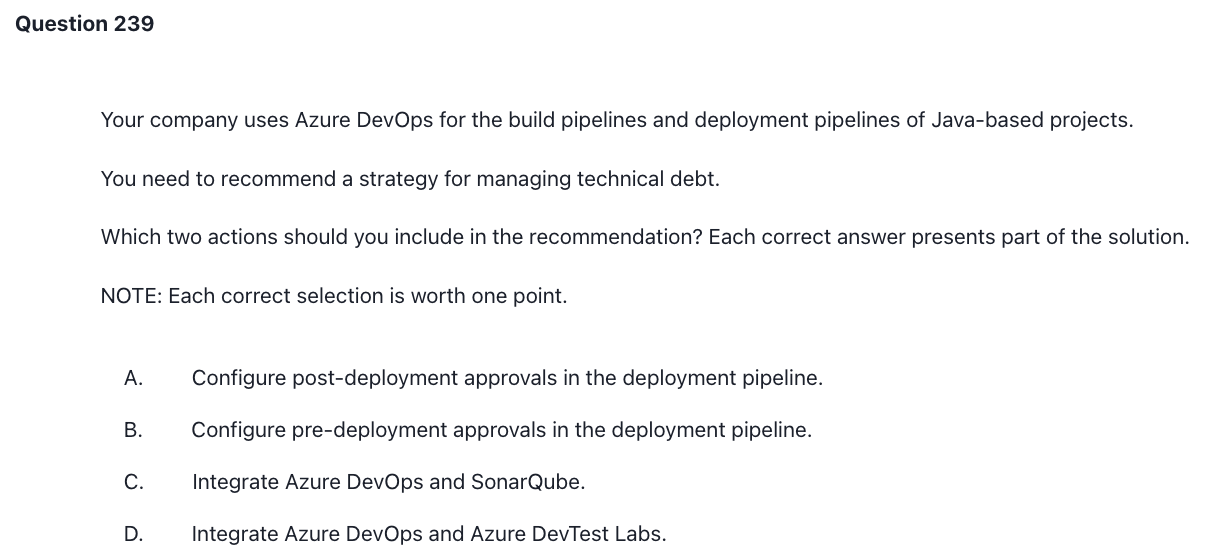 Question 239
Your company uses Azure DevOps for the build pipelines and deployment pipelines of Java-based projects.
You need to recommend a strategy for managing technical debt.
Which two actions should you include in the recommendation? Each correct answer presents part of the solution.
NOTE: Each correct selection is worth one point.
A. Configure post-deployment approvals in the deployment pipeline.
B. Configure pre-deployment approvals in the deployment pipeline.
C. Integrate Azure DevOps and SonarQube.
D. Integrate Azure DevOps and Azure DevTest Labs.